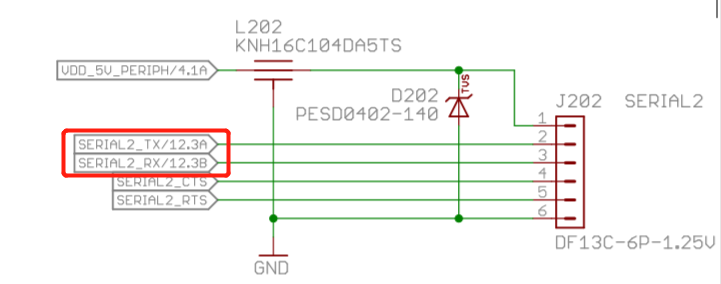 L202
KNH16C104DA5TS
VDD_5V_PERIPH/4.1A
D202
PESD0402-140
TVS
J202 SERIAL2
SERIAL2_TX/12.3A
SERIAL2_RX/12.3B
SERIAL2_CTS
SERIAL2_RTS
1
2
3
4
5
6
DF13C-6P-1.25V
GND